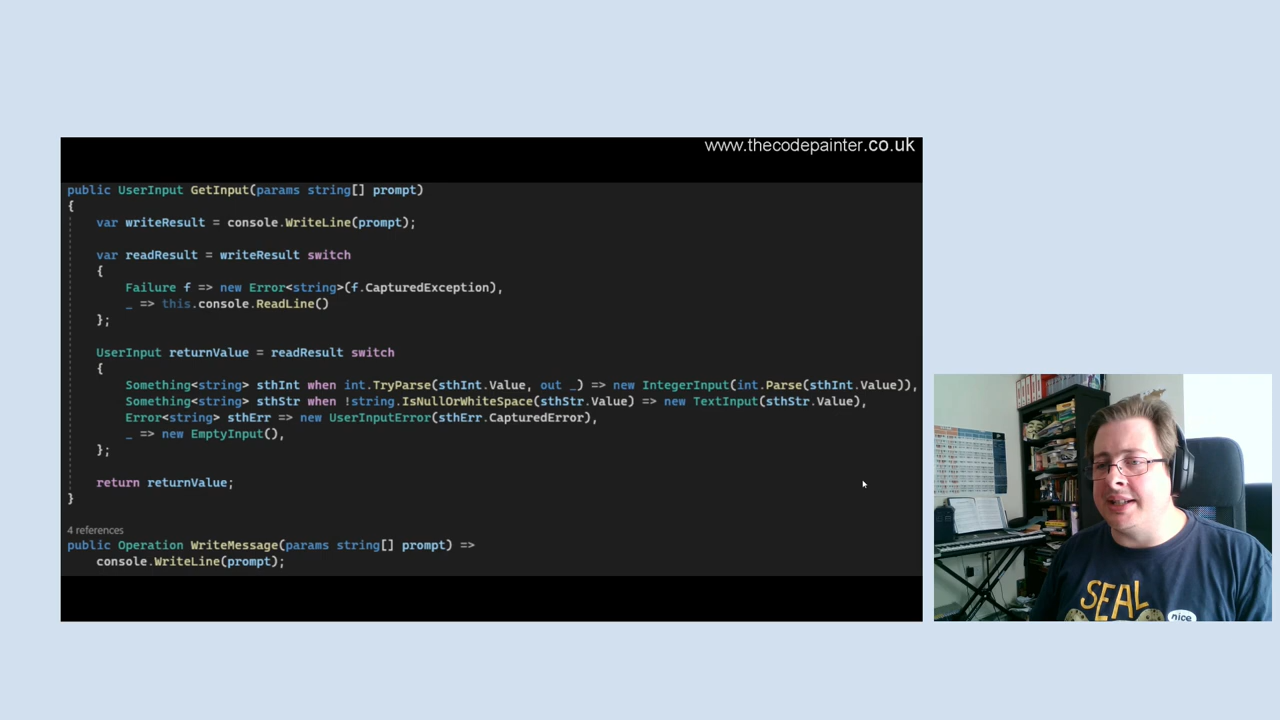 www.thecodepainter.co.uk
public UserInput GetInput(params string[] prompt)
{
var writeResult = console.WriteLine(prompt);
var readResult = writeResult switch
{
Failure f => new Error<string>(f.CapturedException),
_ => this.console.ReadLine()
};
UserInput returnValue = readResult switch
{
Something<string> sthInt when int.TryParse(sthInt.Value, out _) => new IntegerInput(int.Parse(sthInt.Value)),
Something<string> sthStr when !string.IsNullOrWhiteSpace(sthStr.Value) => new TextInput(sthStr.Value),
Error<string> sthErr => new UserInputError(sthErr.CapturedError),
_ => new EmptyInput(),
};
return returnValue;
}
4 references
public Operation WriteMessage(params string[] prompt) =>
console.WriteLine(prompt);
SEAL
nice